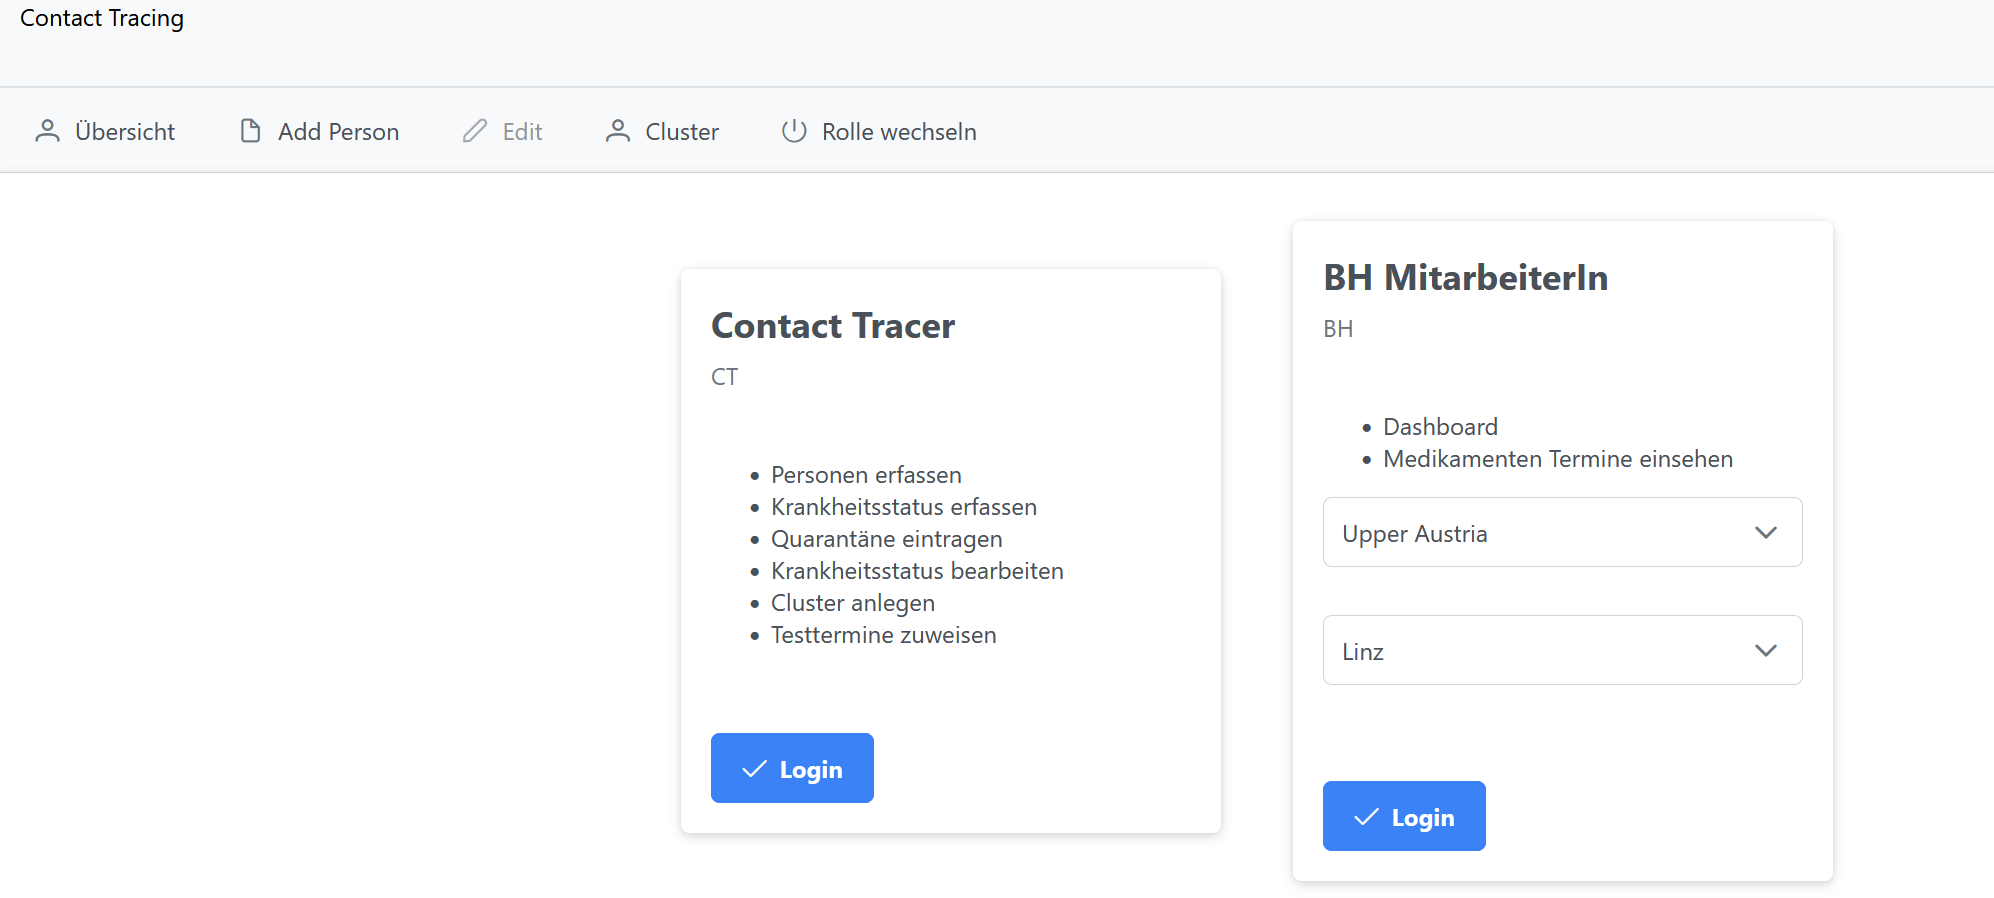 Contact Tracing
Übersicht Add Person Edit Cluster Rolle wechseln
Contact Tracer
CT
Personen erfassen
Krankheitsstatus erfassen
Quarantäne eintragen
Krankheitsstatus bearbeiten
Cluster anlegen
Testtermine zuweisen
Login
BH MitarbeiterIn
BH
Dashboard
Medikamenten Termine einsehen
Upper Austria
Linz
Login